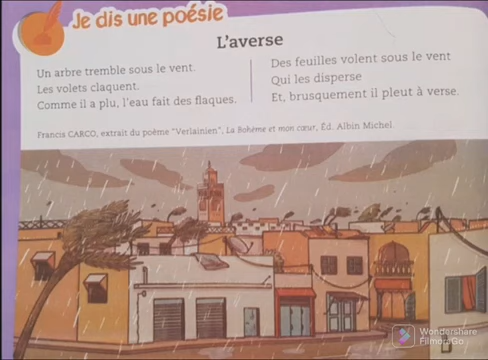 Je dis une poésie
L'averse
Un arbre tremble sous le vent.
Les volets claquent.
Comme il a plu, l'eau fait des flaques.
Des feuilles volent sous le vent
Qui les disperse
Et, brusquement il pleut à verse.
Francis CARCO, extrait du poème "Verlainien", La Bohème et mon cœur, Éd. Albin Michel
Wondershare
FilmoraGo